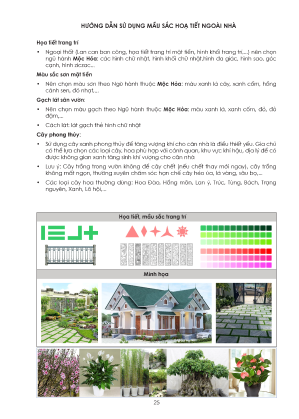 HƯỚNG DẪN SỬ DỤNG MẪU SẮC HOẠ TIẾT NGOÀI NHÀ
Họa tiết trang trí
• Ngoại thất (Lan can ban công, họa tiết trang trí mặt tiền, hình khối trang trí,...) nên chọn
ngũ hành Mộc Hỏa: các hình chữ nhật, hình khối chữ nhật,hình đa giác, hình sao, góc
cạnh, hình zíczac...
Màu sắc sơn mặt tiền
• Nên chọn màu sơn theo Ngũ hành thuộc Mộc Hỏa: màu xanh lá cây, xanh cốm, hồng
cánh sen, đỏ nhạt,...
Gạch lát sân vườn:
• Nên chọn màu gạch theo Ngũ hành thuộc Mộc Hỏa: màu xanh lá, xanh cốm, đỏ, đỏ
đậm,...
• Cách lát: lát gạch thẻ hình chữ nhật
Cây phong thủy:
• Sử dụng cây xanh phong thủy để tăng vượng khí cho căn nhà là điều thiết yếu. Gia chủ
có thể lựa chọn các loại cây, hoa phù hợp với cảnh quan, khu vực khí hậu, địa lý để có
được không gian xanh tăng sinh khí vượng cho căn nhà
• Lưu ý: Cây trồng trong vườn không để cây chết (nếu chết thay mới ngay), cây trồng
không mất ngọn, thường xuyên chăm sóc hạn chế cây héo úa, lá vàng, sâu bọ,...
• Các loại cây hoa thường dùng: Hoa Đào, Hồng môn, Lan ý, Trúc, Tùng, Bách, Trạng
nguyên, Xanh, Lô hội,...
Họa tiết, mẫu sắc trang trí
Minh họa
25